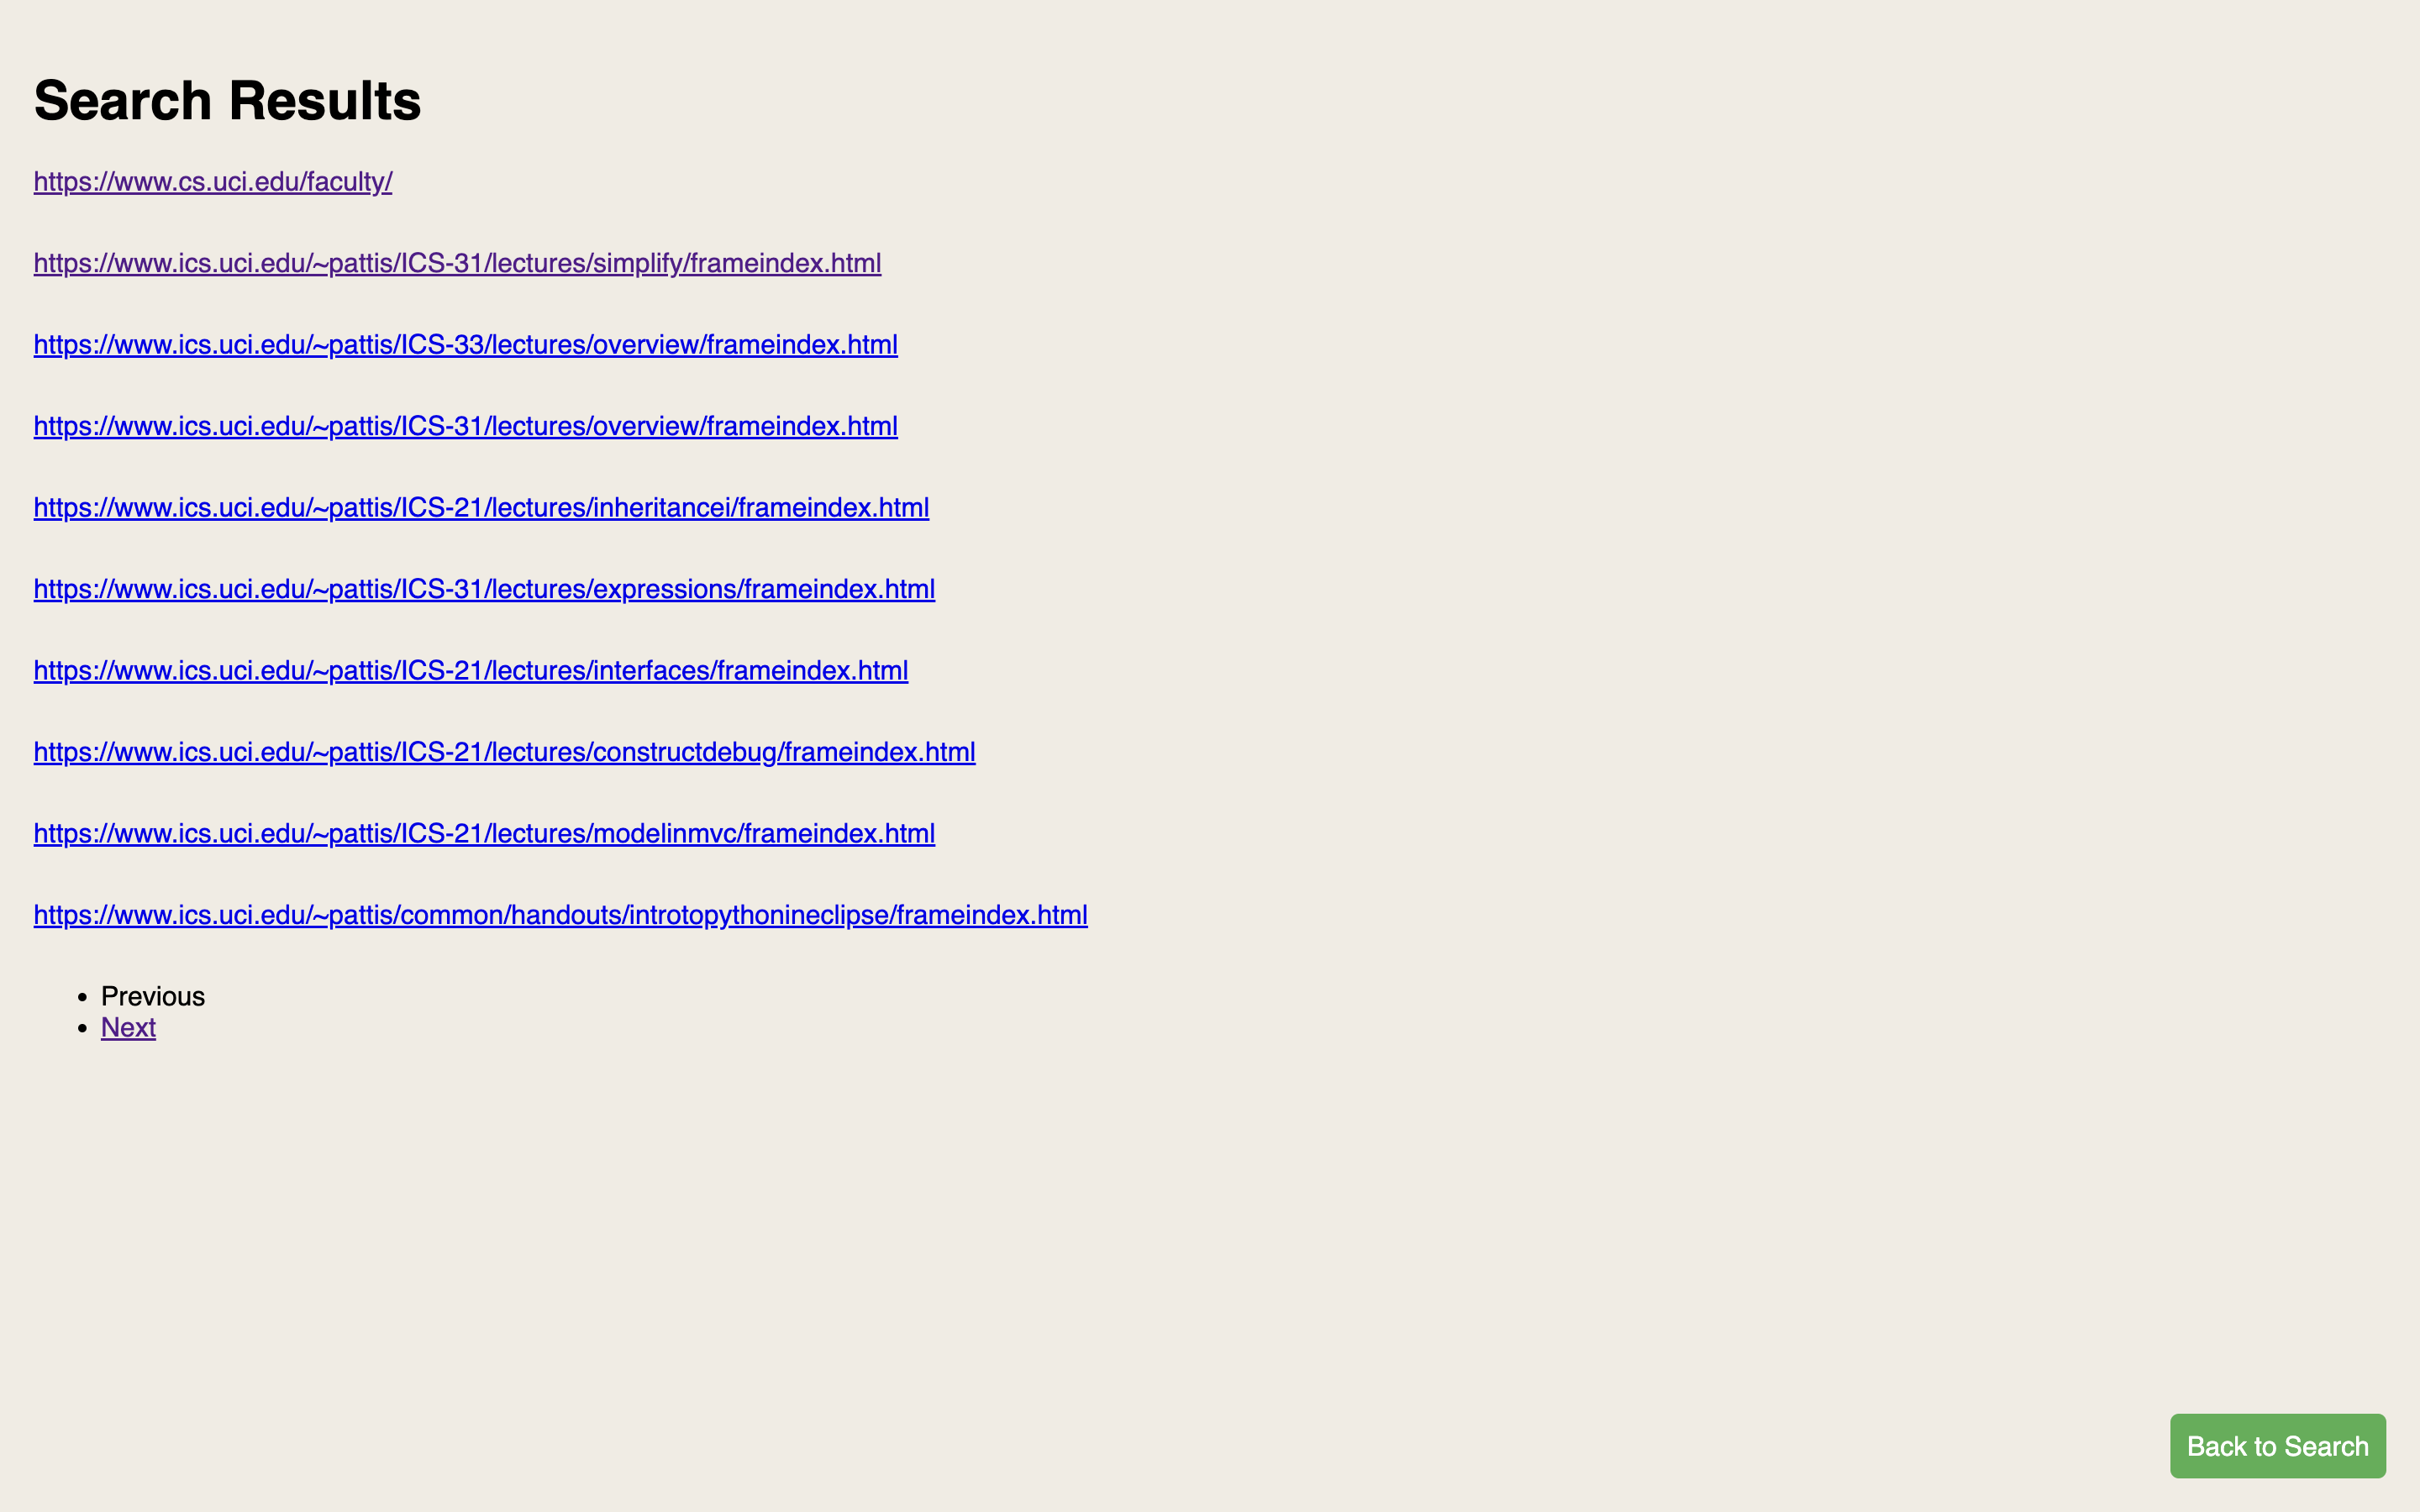 Search Results
https://www.cs.uci.edu/faculty/
https://www.ics.uci.edu/~pattis/ICS-31/lectures/simplify/frameindex.html
https://www.ics.uci.edu/~pattis/ICS-33/lectures/overview/frameindex.html
https://www.ics.uci.edu/~pattis/ICS-31/lectures/overview/frameindex.html
https://www.ics.uci.edu/~pattis/ICS-21/lectures/inheritancei/frameindex.html
https://www.ics.uci.edu/~pattis/ICS-31/lectures/expressions/frameindex.html
https://www.ics.uci.edu/~pattis/ICS-21/lectures/interfaces/frameindex.html
https://www.ics.uci.edu/~pattis/ICS-21/lectures/constructdebug/frameindex.html
https://www.ics.uci.edu/~pattis/ICS-21/lectures/modelinmvc/frameindex.html
https://www.ics.uci.edu/~pattis/common/handouts/introtopythonineclipse/frameindex.html
• Previous
• Next
Back to Search